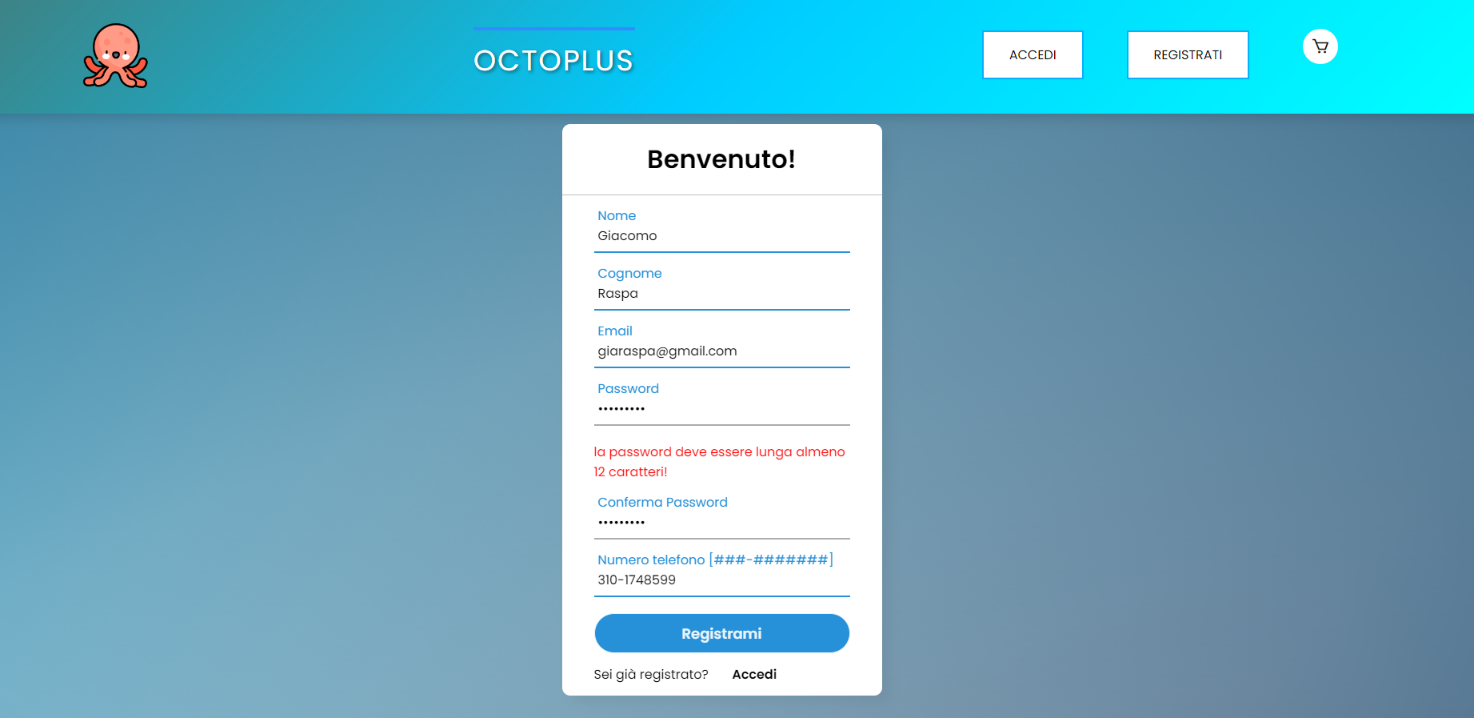 OCTOPLUS
ACCEDI
REGISTRATI
Benvenuto!
Nome
Giacomo
Cognome
Raspa
Email
giaraspa@gmail.com
Password
•••••••••
la password deve essere lunga almeno
12 caratteri!
Conferma Password
•••••••••
Numero telefono [###-#######]
310-1748599
Registrami
Sei già registrato? Accedi